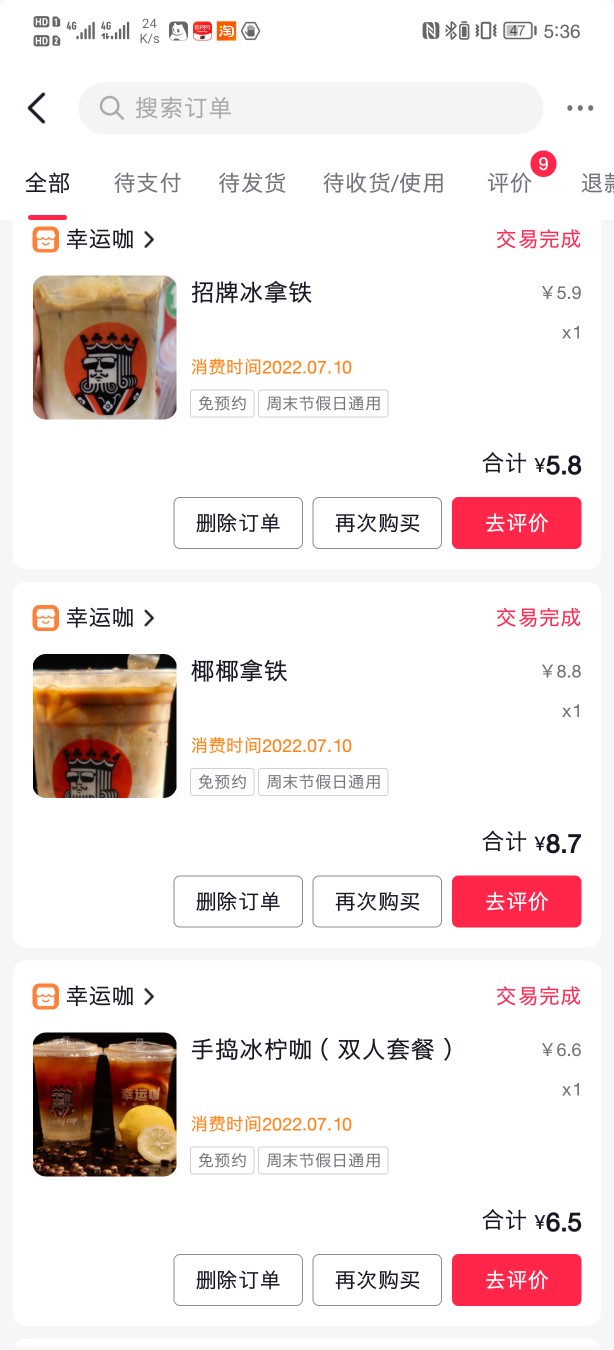 HD 1 4G 4G 24 淘 47 5:36
HD 2 K/s
搜索订单
全部 待支付 待发货 待收货/使用 评价 9 退款
幸运咖 交易完成
招牌冰拿铁 ¥5.9
x1
消费时间2022.07.10
免预约 周末节假日通用
合计 ¥5.8
删除订单 再次购买 去评价
幸运咖 交易完成
椰椰拿铁 ¥8.8
x1
消费时间2022.07.10
免预约 周末节假日通用
合计 ¥8.7
删除订单 再次购买 去评价
幸运咖 交易完成
手捣冰柠咖（双人套餐） ¥6.6
幸运咖
x1
消费时间2022.07.10
免预约 周末节假日通用
合计 ¥6.5
删除订单 再次购买 去评价